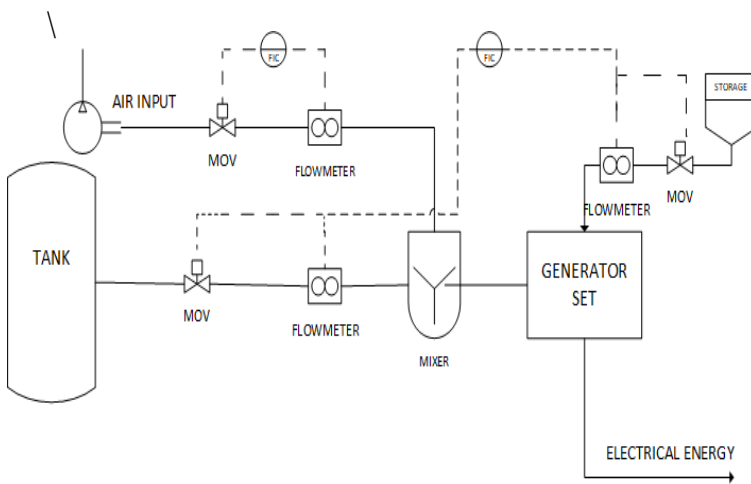 FIC
FIC
STORAGE
AIR INPUT
MOV
FLOWMETER
FLOWMETER
MOV
TANK
GENERATOR
SET
MOV
FLOWMETER
MIXER
ELECTRICAL ENERGY